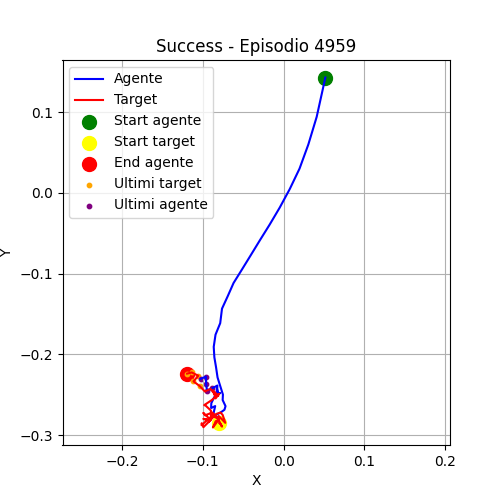 Success - Episodio 4959
Agente
Target
Start agente
Start target
End agente
Ultimi target
Ultimi agente
0.1
0.0
−0.1
−0.2
−0.3
Y
−0.2
−0.1
0.0
0.1
0.2
X